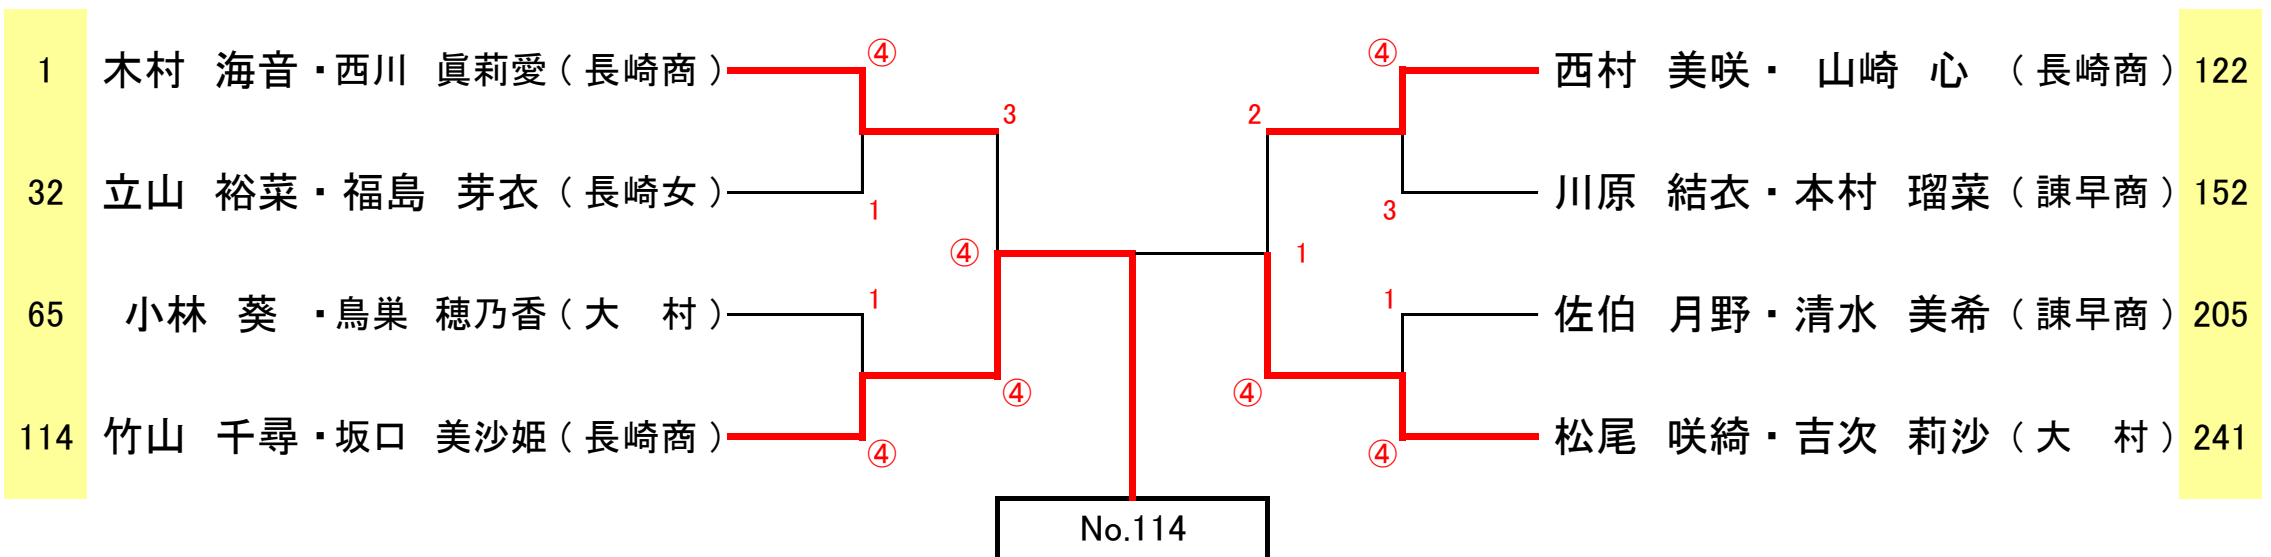 ④ ④
1 木村 海音・西川 眞莉愛（長崎商） 西村 美咲・山崎 心（長崎商）122
3 2
32 立山 裕菜・福島 芽衣（長崎女） 川原 結衣・本村 瑠菜（諫早商）152
1 3
④ 1
1 1
65 小林 葵・鳥巣 穂乃香（大 村） 佐伯 月野・清水 美希（諫早商）205
④ ④
114 竹山 千尋・坂口 美沙姫（長崎商） 松尾 咲綺・吉次 莉沙（大 村）241
④ ④
No.114